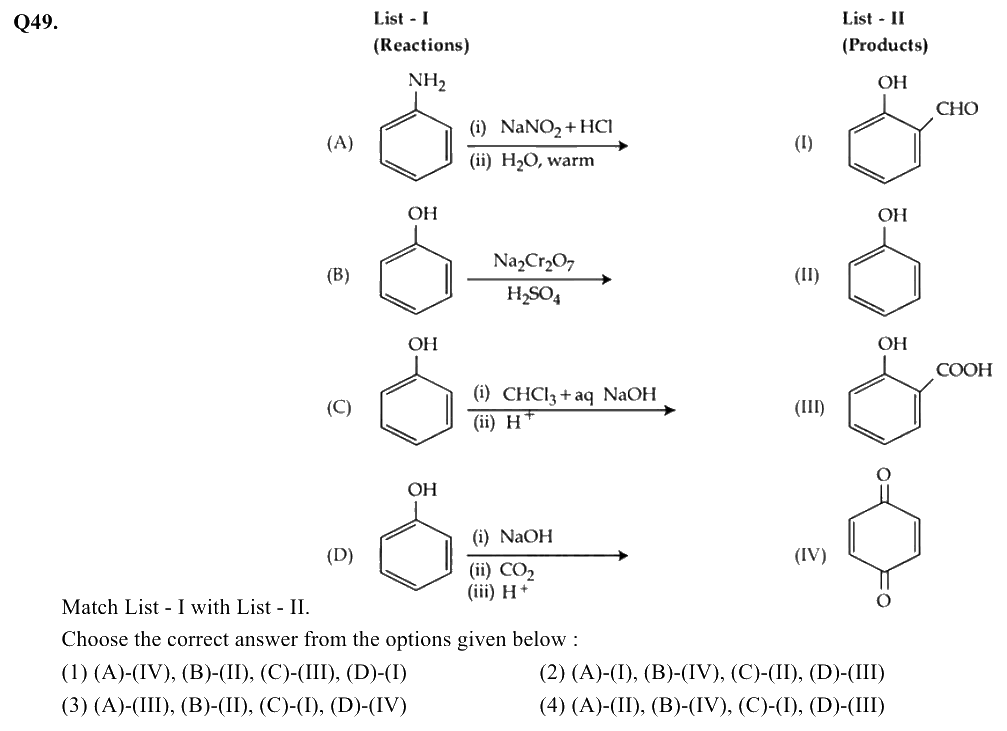 Q49.
List - I
(Reactions)
List - II
(Products)
(A)
NH₂
(i) NaNO₂ + HCl
(ii) H₂O, warm
(I)
OH
CHO
(B)
OH
Na₂Cr₂O₇
H₂SO₄
(II)
OH
(C)
OH
(i) CHCl₃ + aq NaOH
(ii) H⁺
(III)
OH
COOH
(D)
OH
(i) NaOH
(ii) CO₂
(iii) H⁺
(IV)
O
O
Match List - I with List - II.
Choose the correct answer from the options given below :
(1) (A)-(IV), (B)-(II), (C)-(III), (D)-(I)
(2) (A)-(I), (B)-(IV), (C)-(II), (D)-(III)
(3) (A)-(III), (B)-(II), (C)-(I), (D)-(IV)
(4) (A)-(II), (B)-(IV), (C)-(I), (D)-(III)